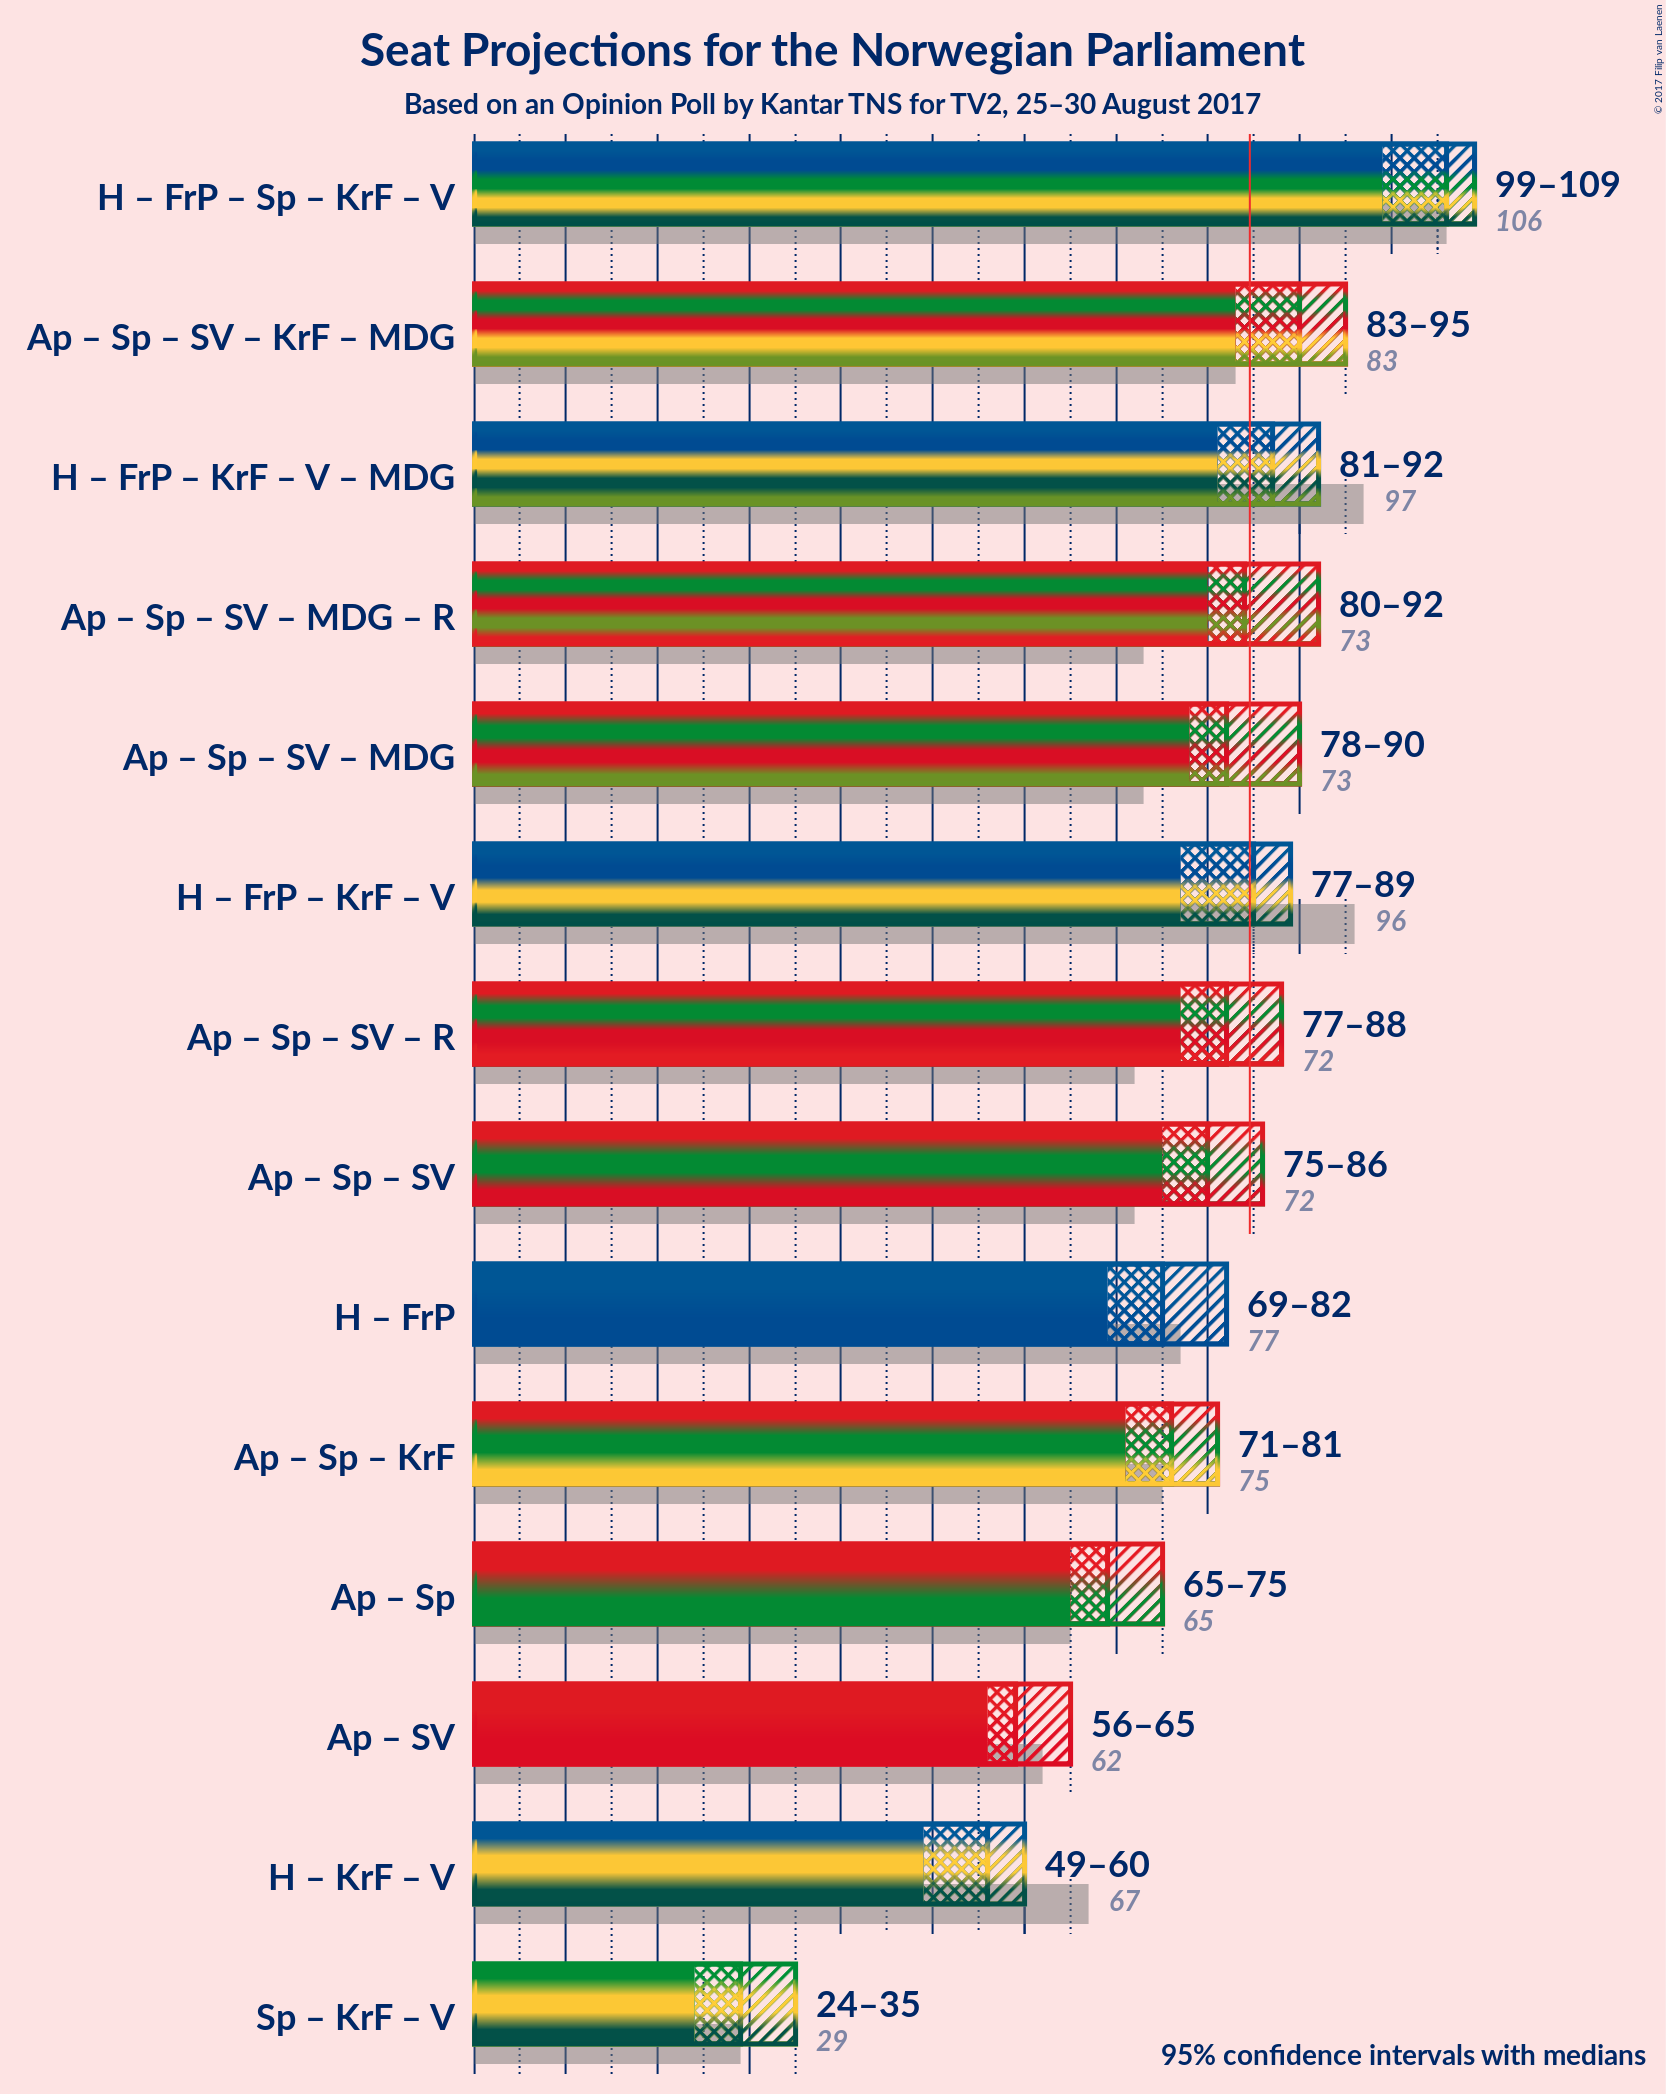 Seat Projections for the Norwegian Parliament
Based on an Opinion Poll by Kantar TNS for TV2, 25–30 August 2017
© 2017 Filip van Laenen
H – FrP – Sp – KrF – V
99–109
106
Ap – Sp – SV – KrF – MDG
83–95
83
H – FrP – KrF – V – MDG
81–92
97
Ap – Sp – SV – MDG – R
80–92
73
Ap – Sp – SV – MDG
78–90
73
H – FrP – KrF – V
77–89
96
Ap – Sp – SV – R
77–88
72
Ap – Sp – SV
75–86
72
H – FrP
69–82
77
Ap – Sp – KrF
71–81
75
Ap – Sp
65–75
65
Ap – SV
56–65
62
H – KrF – V
49–60
67
Sp – KrF – V
24–35
29
95% confidence intervals with medians